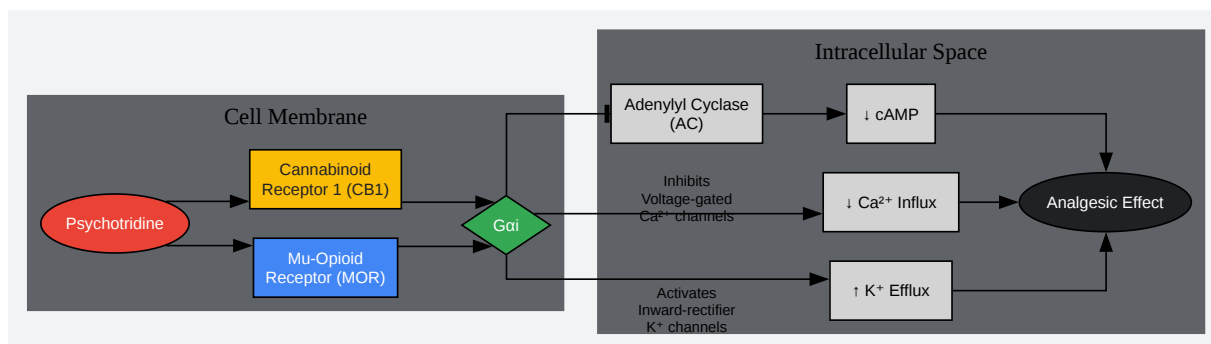 Intracellular Space
Cell Membrane
Psychotridine
Cannabinoid
Receptor 1 (CB1)
Mu-Opioid
Receptor (MOR)
Gαi
Adenylyl Cyclase
(AC)
↓ cAMP
Inhibits
Voltage-gated
Ca²⁺ channels
↓ Ca²⁺ Influx
Activates
Inward-rectifier
K⁺ channels
↑ K⁺ Efflux
Analgesic Effect